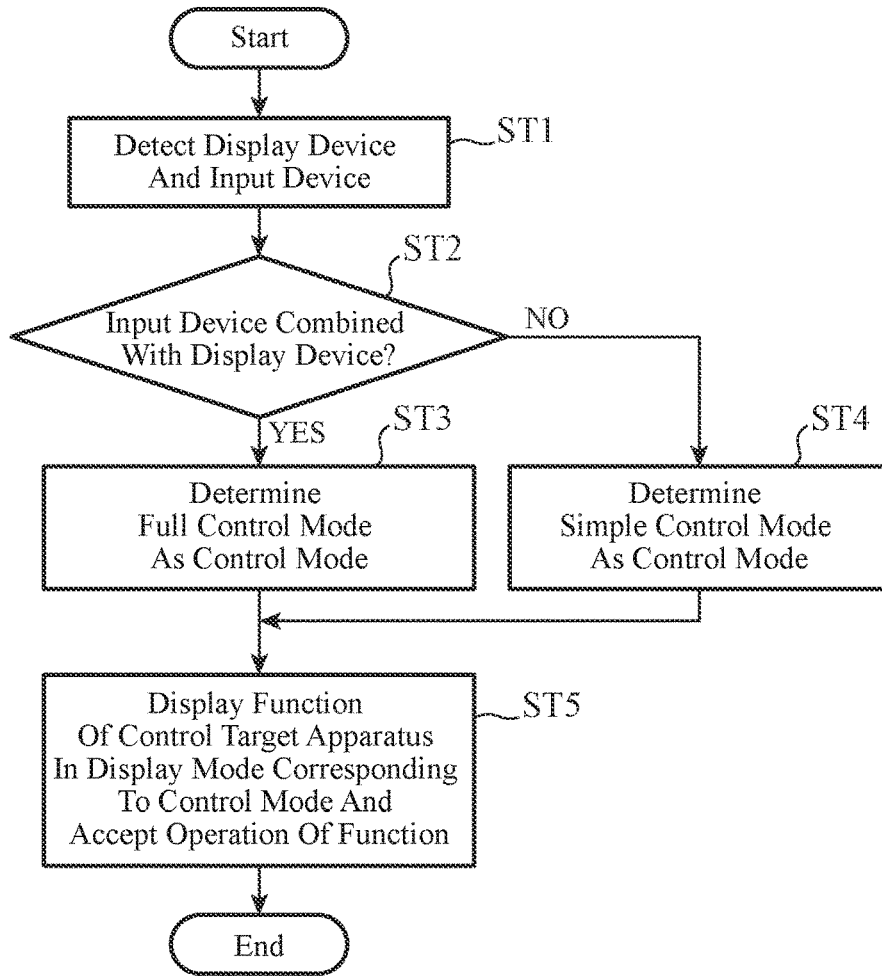 Start
Detect Display Device
And Input Device
ST1
ST2
Input Device Combined
With Display Device?
NO
YES
ST3
Determine
Full Control Mode
As Control Mode
ST4
Determine
Simple Control Mode
As Control Mode
Display Function
Of Control Target Apparatus
In Display Mode Corresponding
To Control Mode And
Accept Operation Of Function
ST5
End